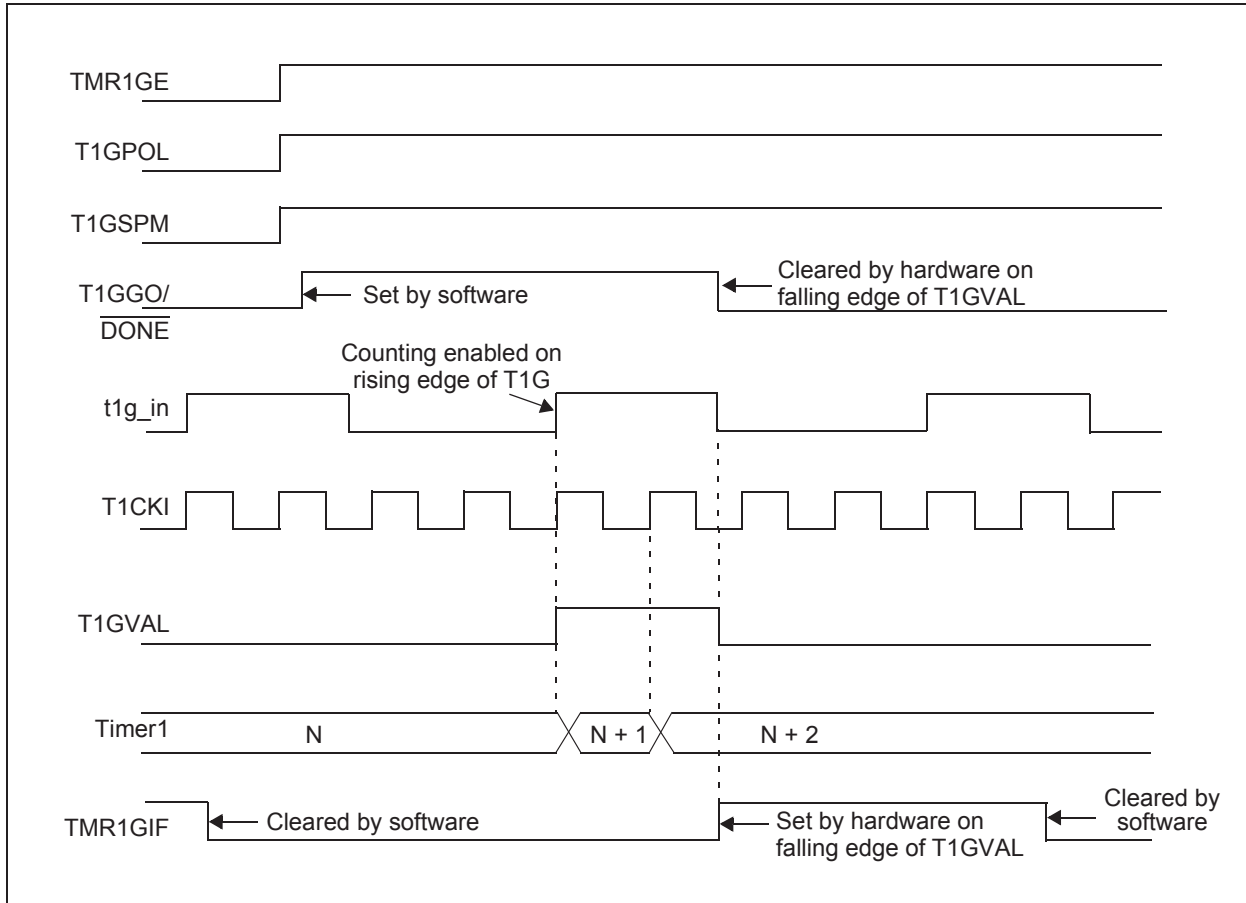 TMR1GE
T1GPOL
T1GSPM
T1GGO/
DONE
Set by software
Cleared by hardware on
falling edge of T1GVAL
Counting enabled on
rising edge of T1G
t1g_in
T1CKI
T1GVAL
Timer1
N
N + 1
N + 2
TMR1GIF
Cleared by software
Set by hardware on
falling edge of T1GVAL
Cleared by
software